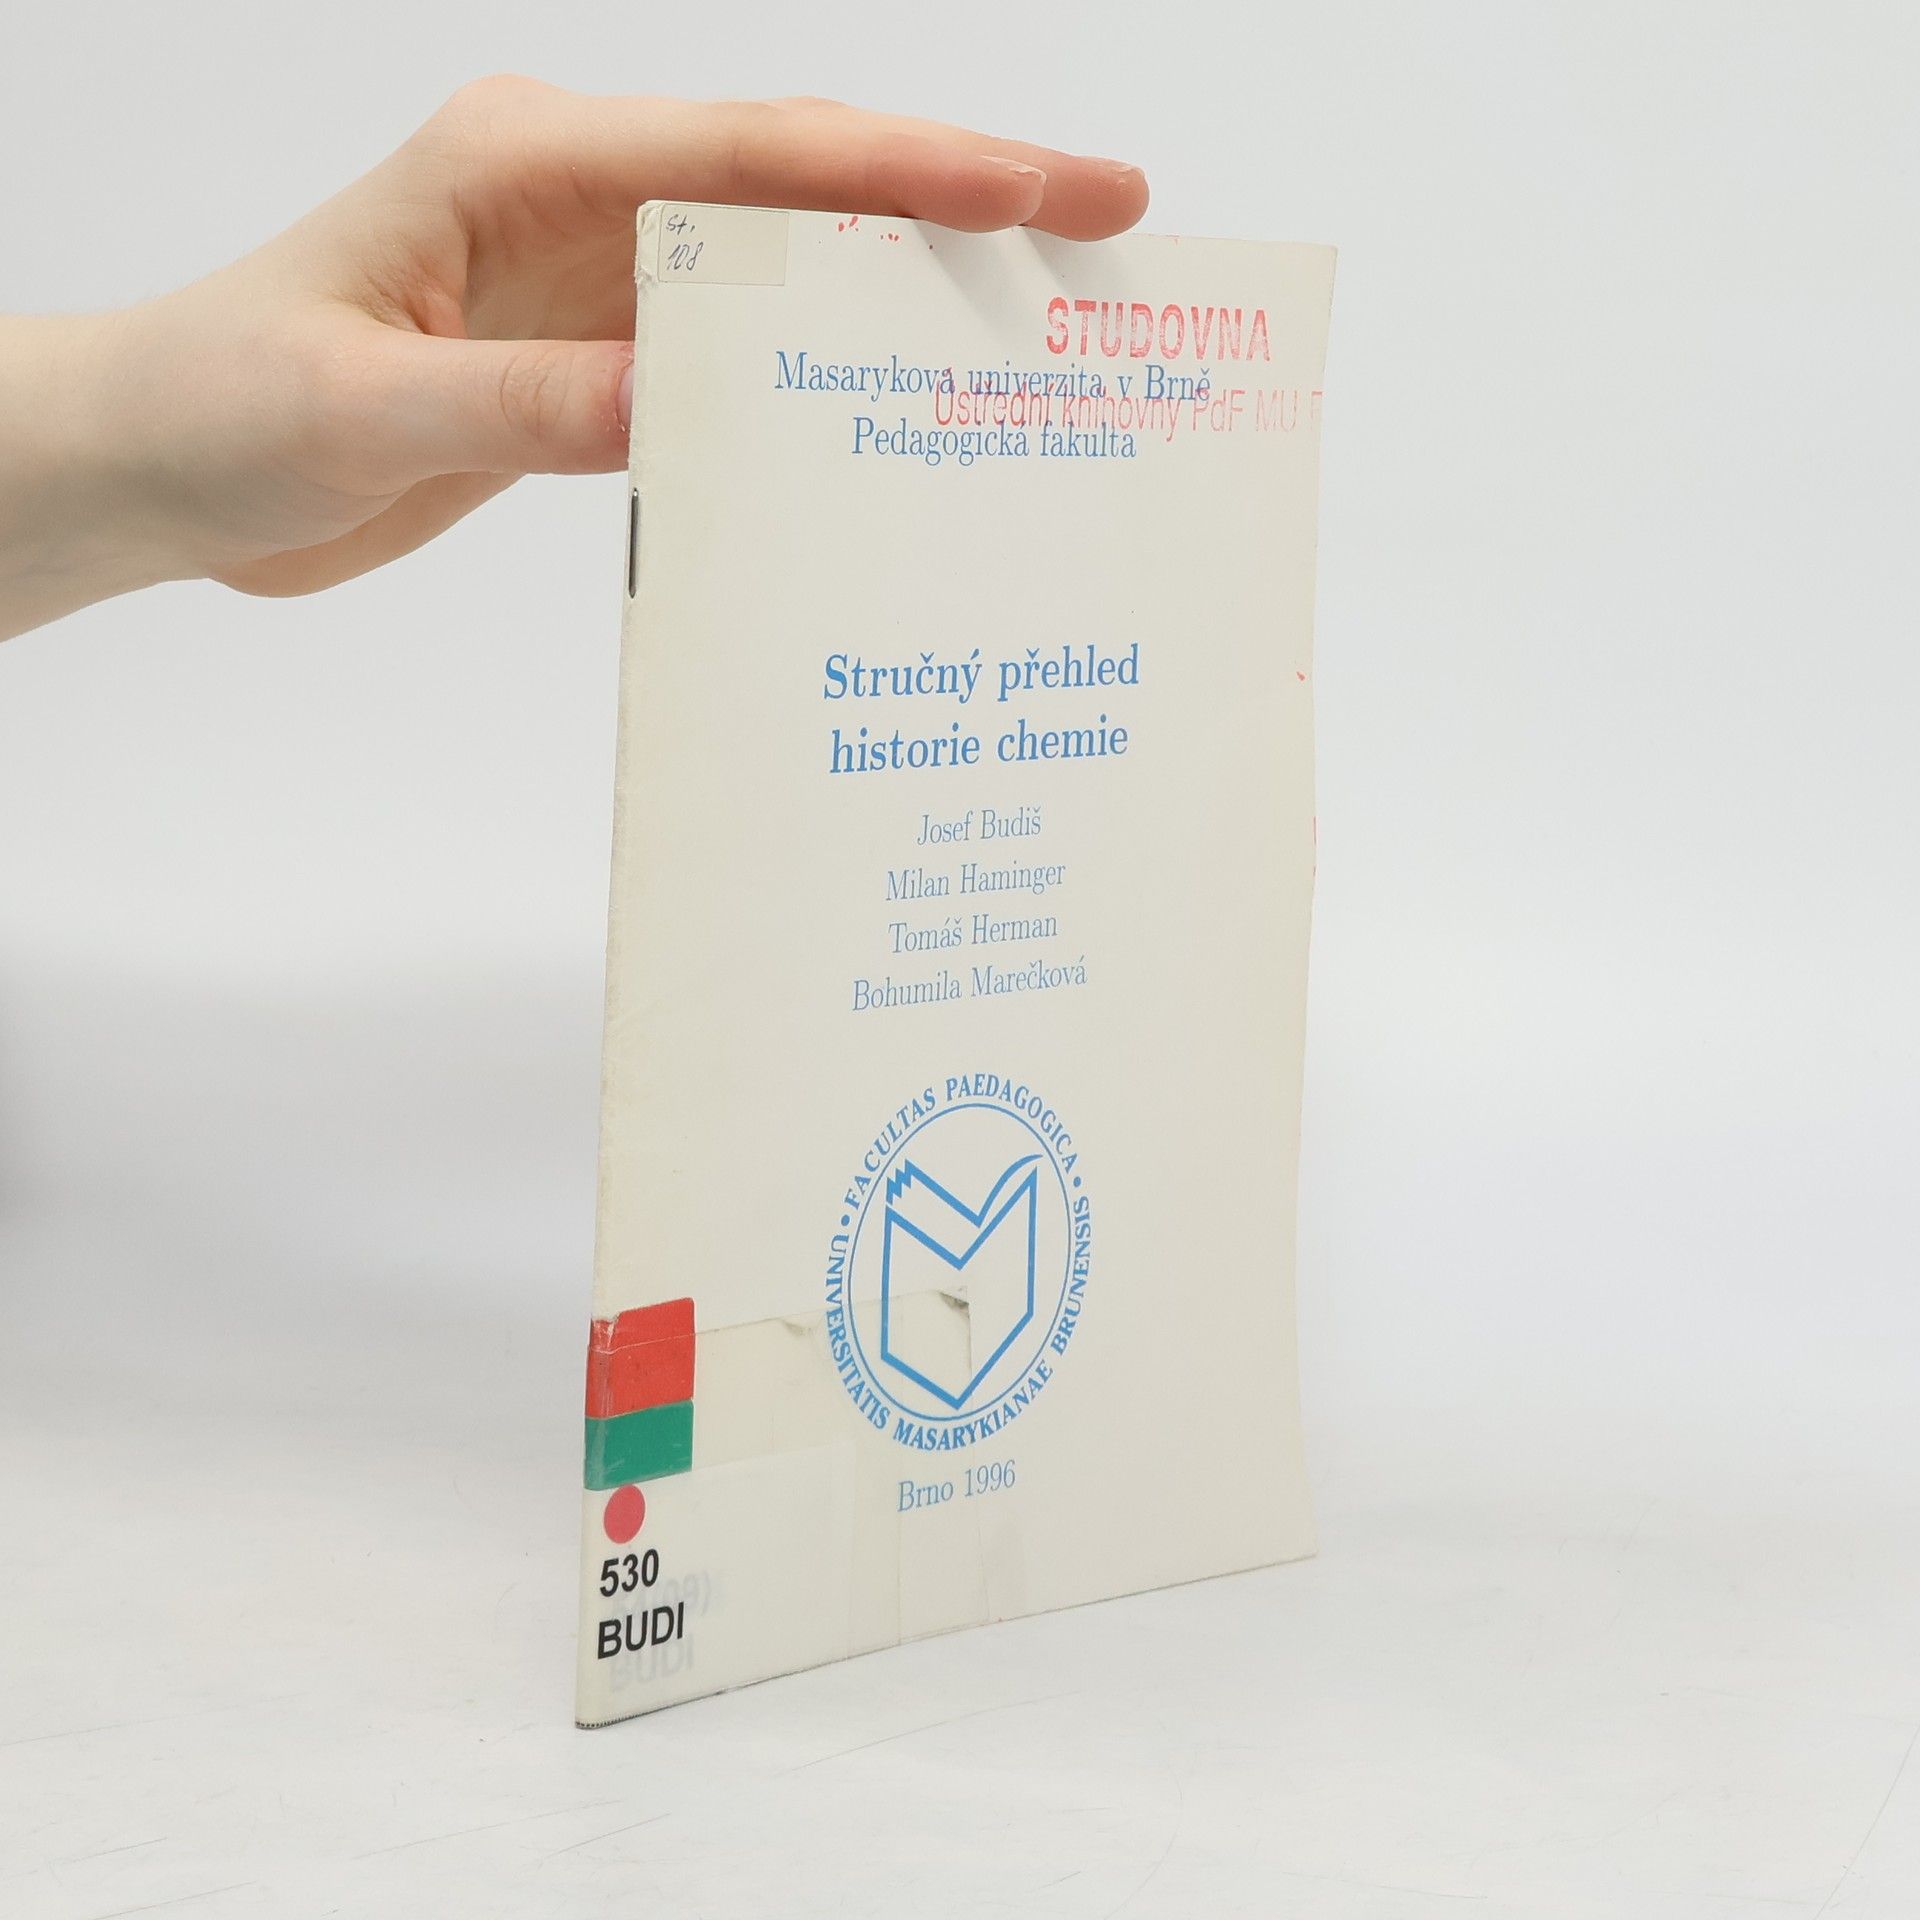 st.
108
STUDOVNA
Masarykova univerzita v Brně
Ústřední knihovny PdF MU
Pedagogická fakulta
Stručný přehled
historie chemie
Josef Budiš
Milan Haminger
Tomáš Herman
Bohumila Marečková
• FACULTAS PAEDAGOGICA •
UNIVERSITATIS MASARYKIANAE BRUNENSIS
Brno 1996
530
BUDI